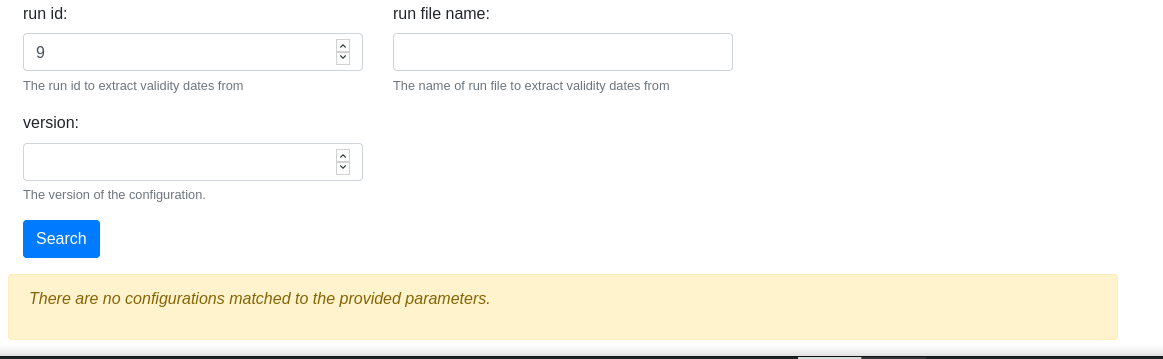 run id:
run file name:
9
The run id to extract validity dates from
The name of run file to extract validity dates from
version:
The version of the configuration.
Search
There are no configurations matched to the provided parameters.